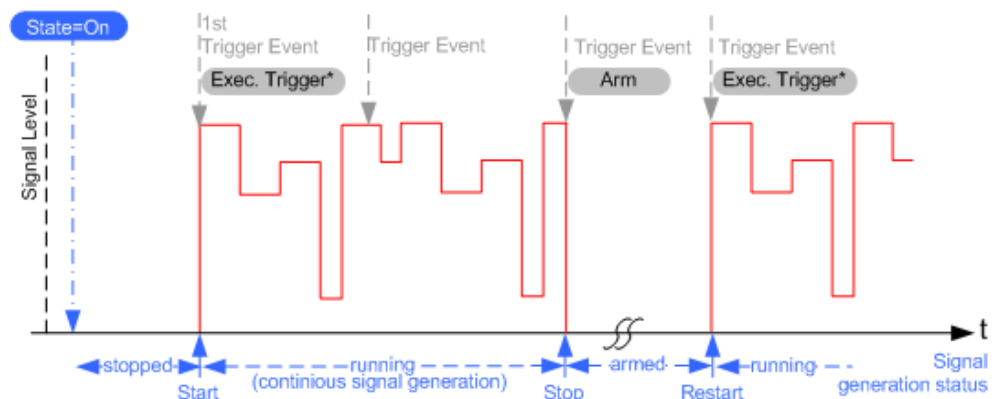 State=On
1st
Trigger Event
Trigger Event
Trigger Event
Trigger Event
Exec. Trigger*
Arm
Exec. Trigger*
Signal Level
t
stopped
running
(continious signal generation)
armed
running
Signal
generation status
Start
Stop
Restart